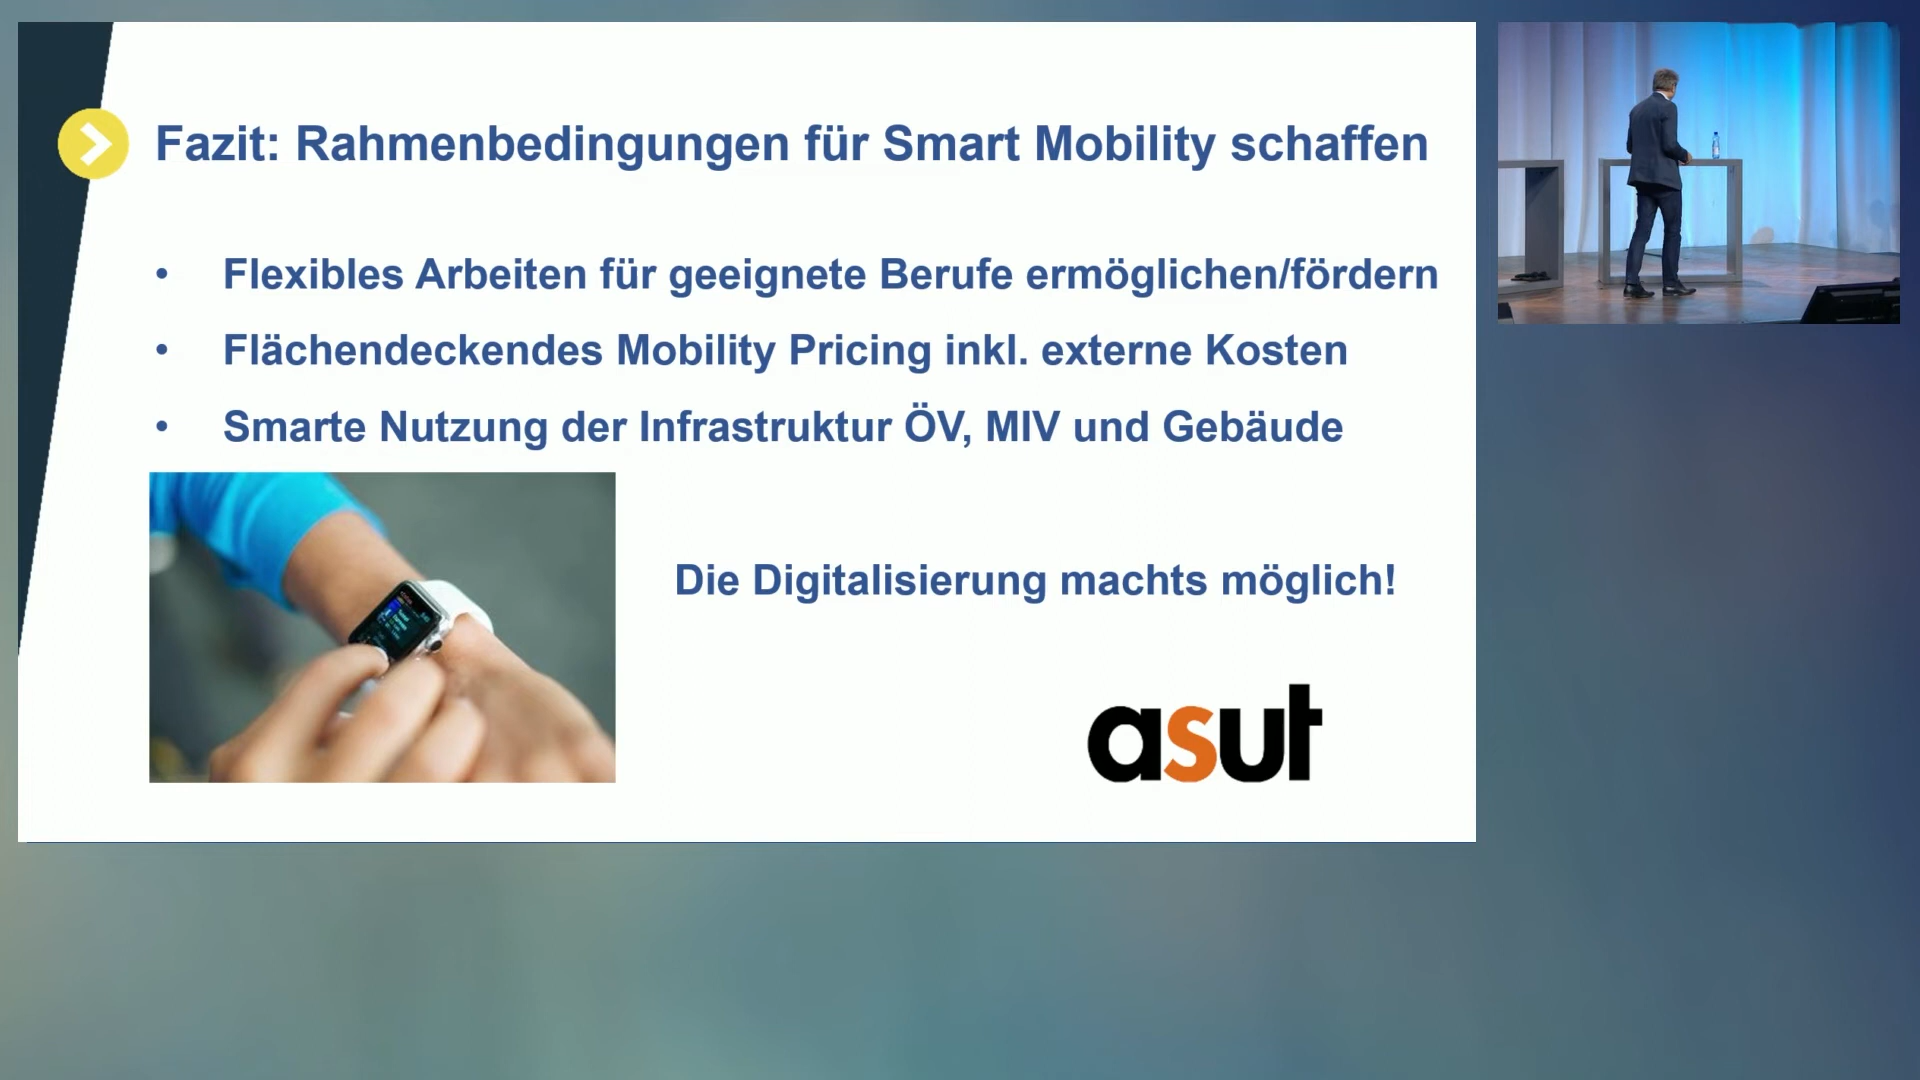 Fazit: Rahmenbedingungen für Smart Mobility schaffen
• Flexibles Arbeiten für geeignete Berufe ermöglichen/fördern
• Flächendeckendes Mobility Pricing inkl. externe Kosten
• Smarte Nutzung der Infrastruktur ÖV, MIV und Gebäude
Die Digitalisierung machts möglich!
asut